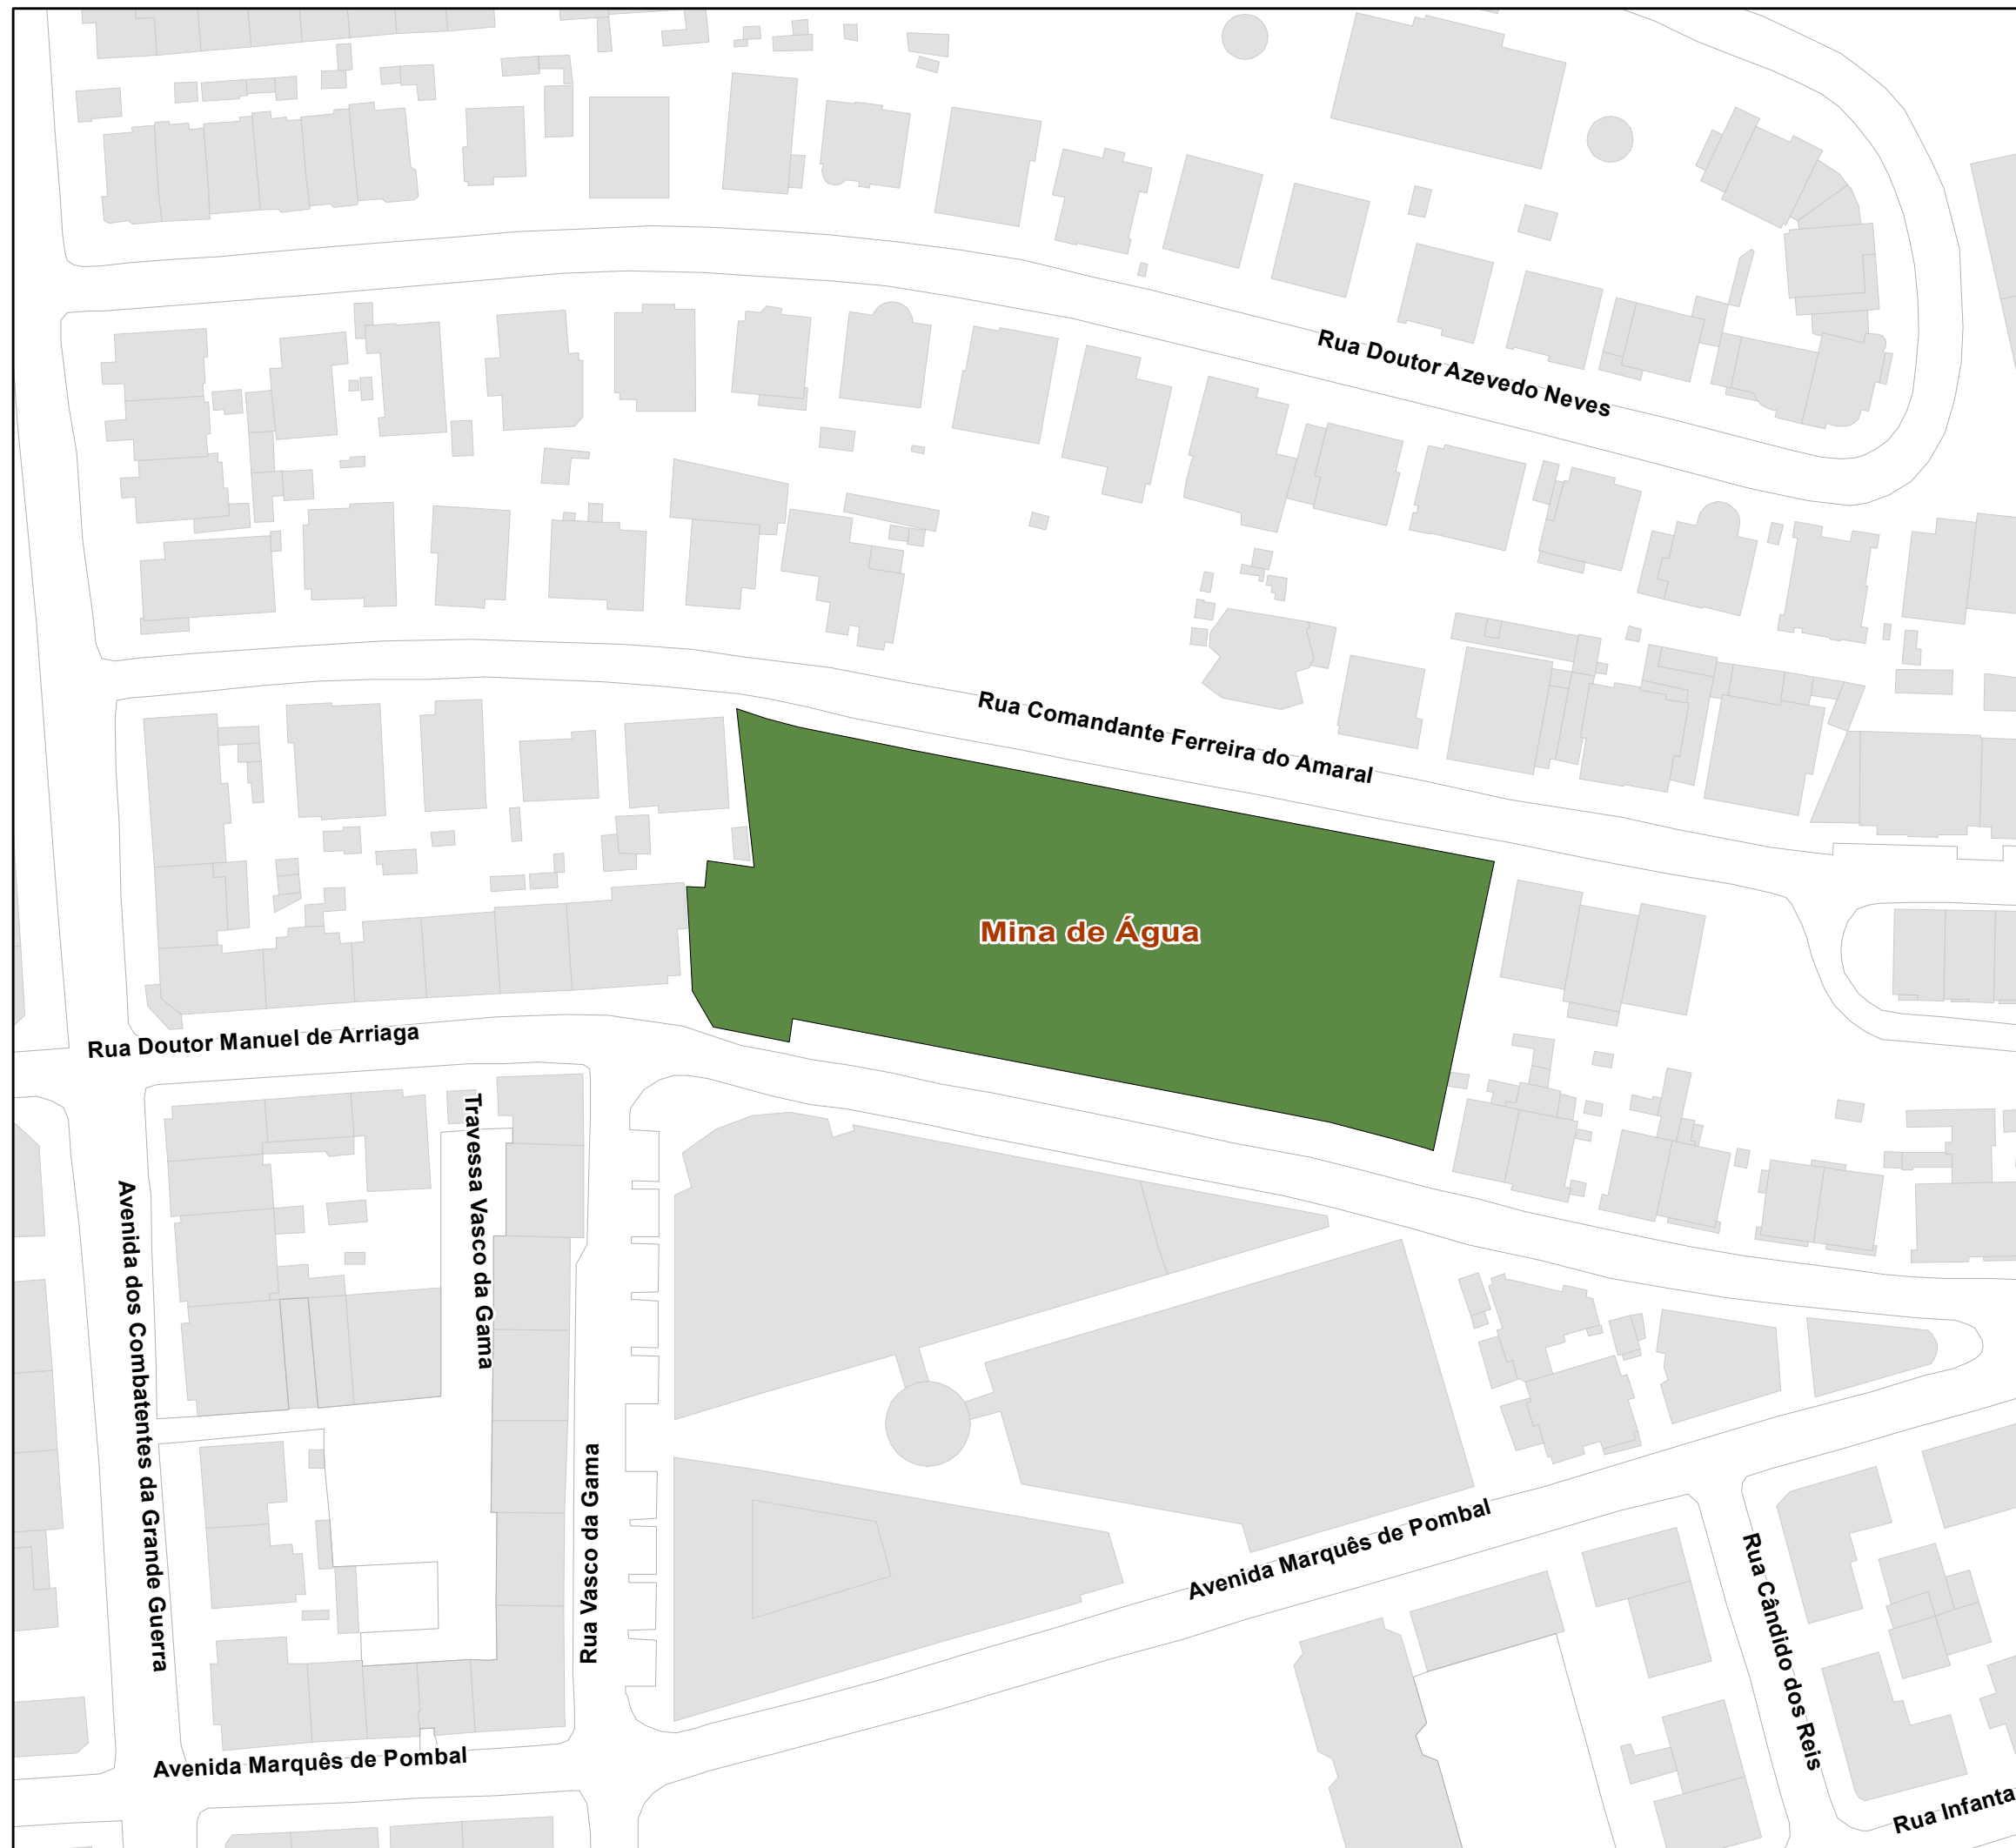 Rua Doutor Azevedo Neves
Rua Comandante Ferreira do Amaral
Mina de Água
Rua Doutor Manuel de Arriaga
Travessa Vasco da Gama
Avenida dos Combatentes da Grande Guerra
Rua Vasco da Gama
Avenida Marquês de Pombal
Rua Cândido dos Reis
Avenida Marquês de Pombal
Rua Infanta